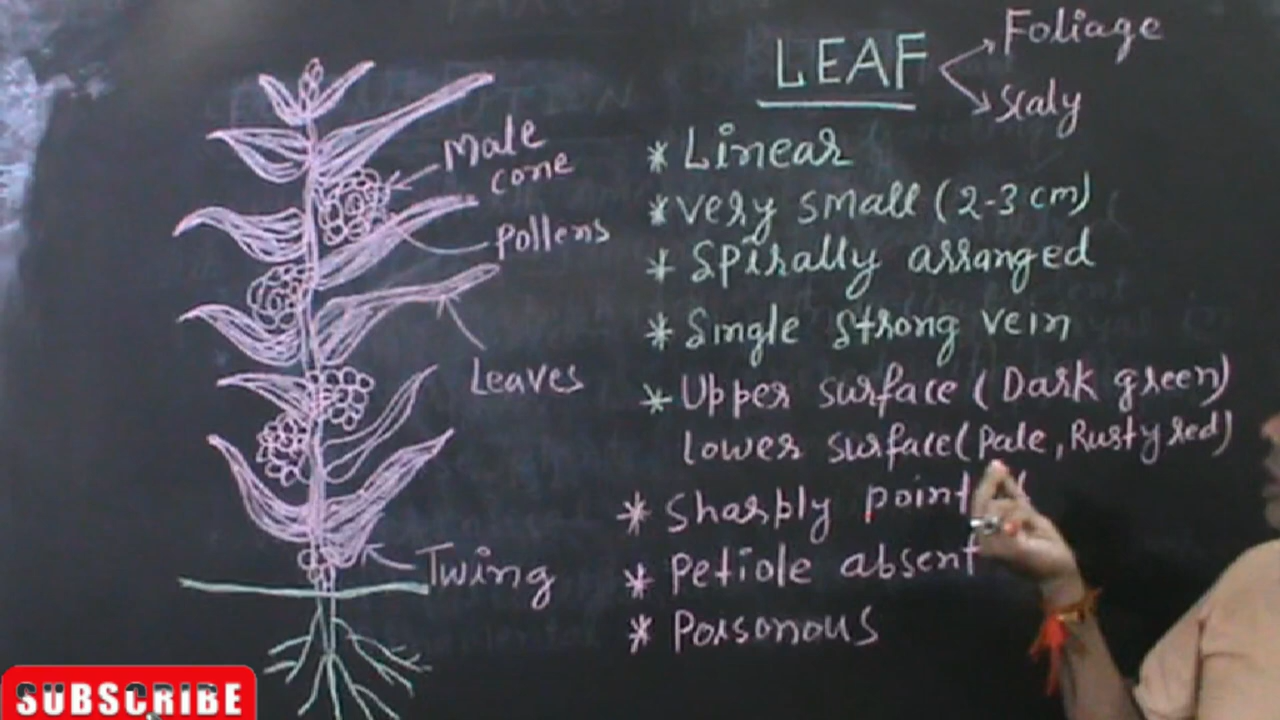 LEAF
Foliage
Scaly
Male
cone
Pollens
Leaves
Twing
* Linear
* very small (2-3 cm)
* Spirally arranged
* Single strong vein
* Upper surface (Dark green)
lower surface (Pale, Rusty red)
* Sharply
* Petiole absent
* Poisonous
SUBSCRIBE